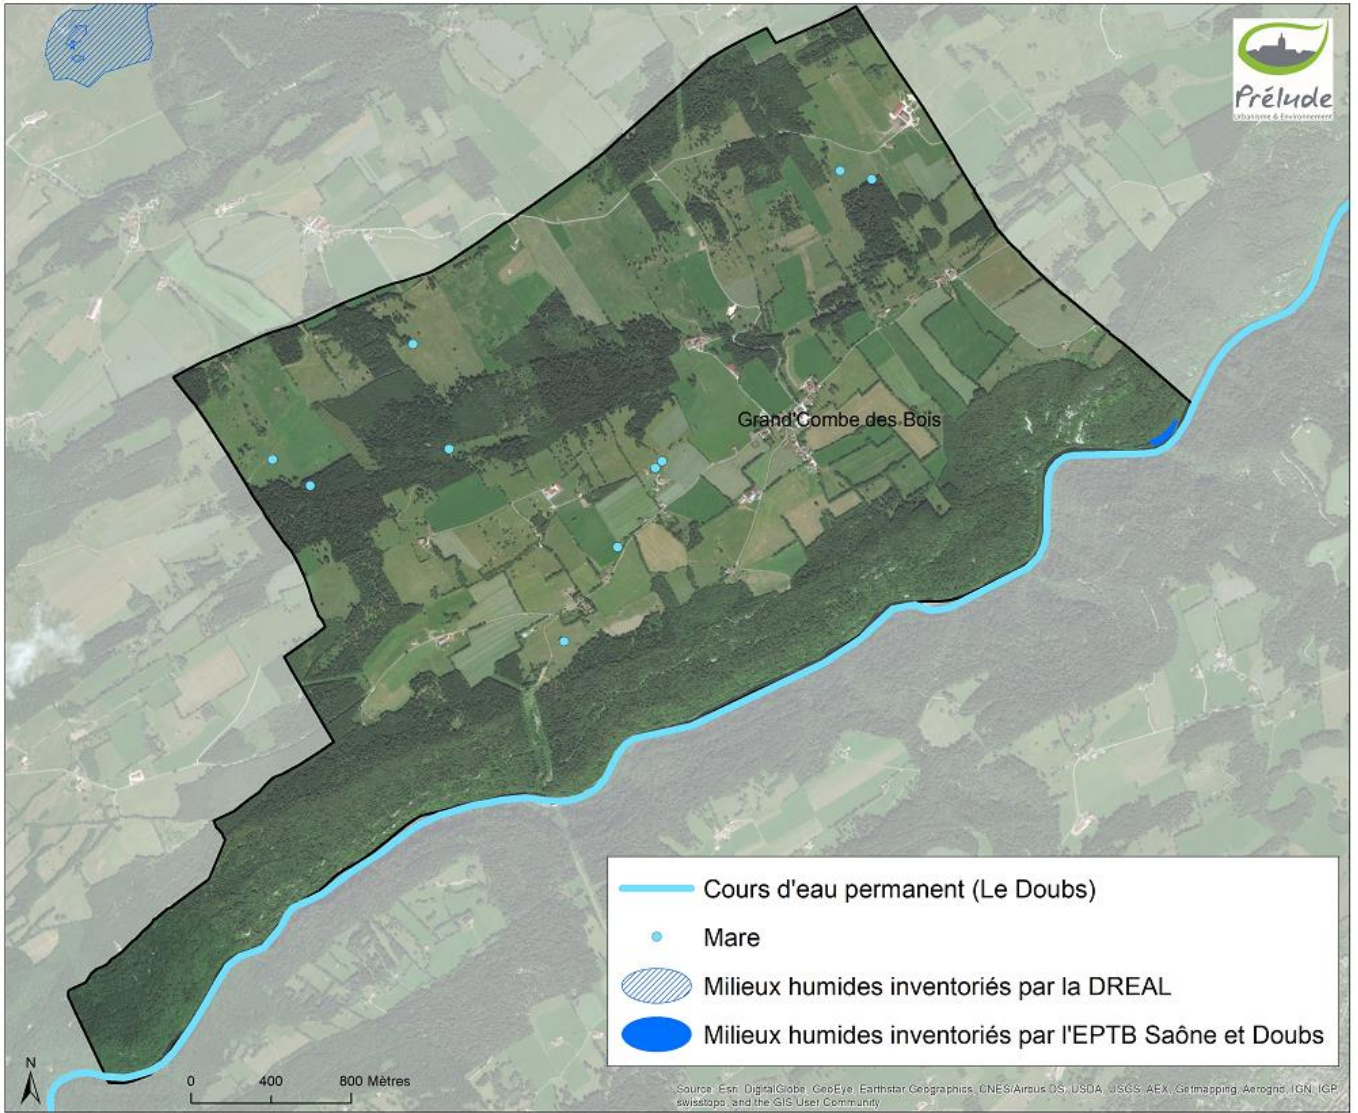 Prélude
Urbanisme & Environnement
Grand'Combe des Bois
Cours d'eau permanent (Le Doubs)
Mare
Milieux humides inventoriés par la DREAL
Milieux humides inventoriés par l'EPTB Saône et Doubs
N
0 400 800 Mètres
Source: Esri, DigitalGlobe, GeoEye, Earthstar Geographics, CNES/Airbus DS, USDA, USGS, AEX, Getmapping, Aerogrid, IGN, IGP,
swisstopo, and the GIS User Community